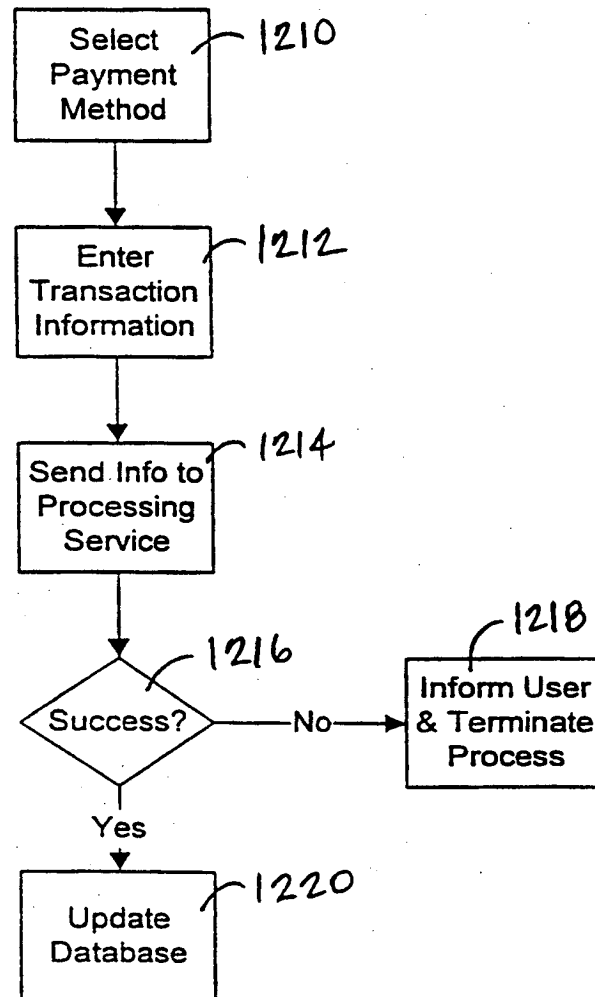 Select
Payment
Method
1210
Enter
Transaction
Information
1212
Send Info to
Processing
Service
1214
Success?
1216
No
Inform User
& Terminate
Process
1218
Yes
Update
Database
1220